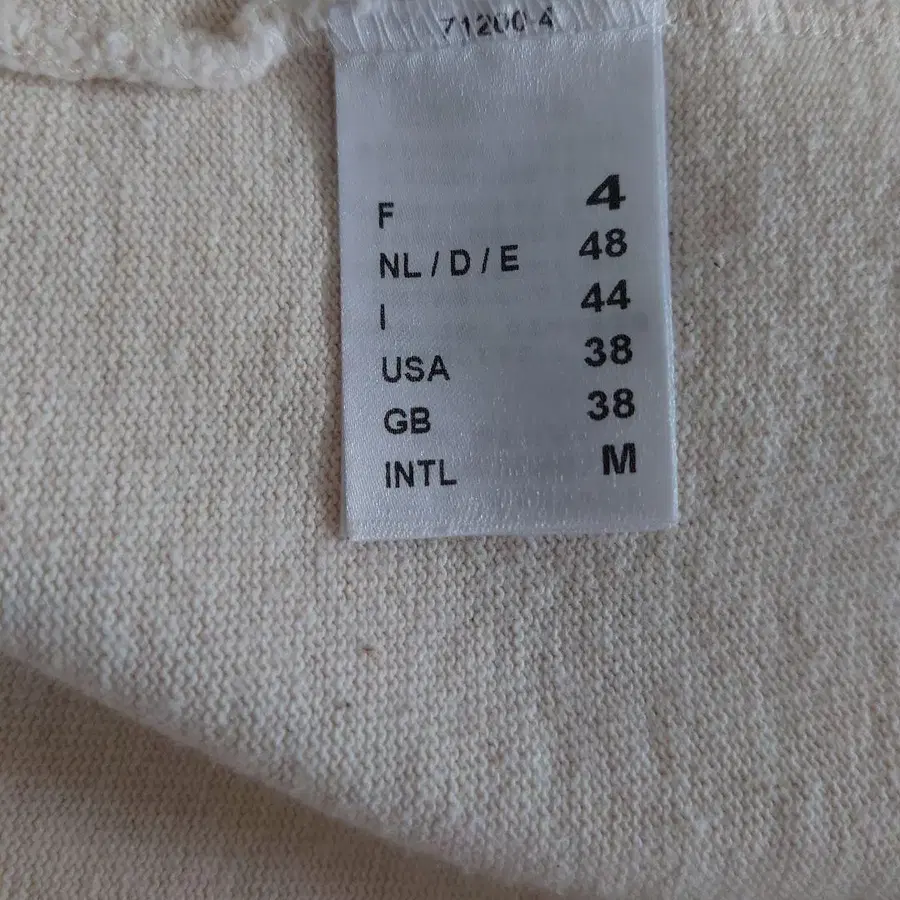 71200-4
F 4
NL / D / E 48
I 44
USA 38
GB 38
INTL M